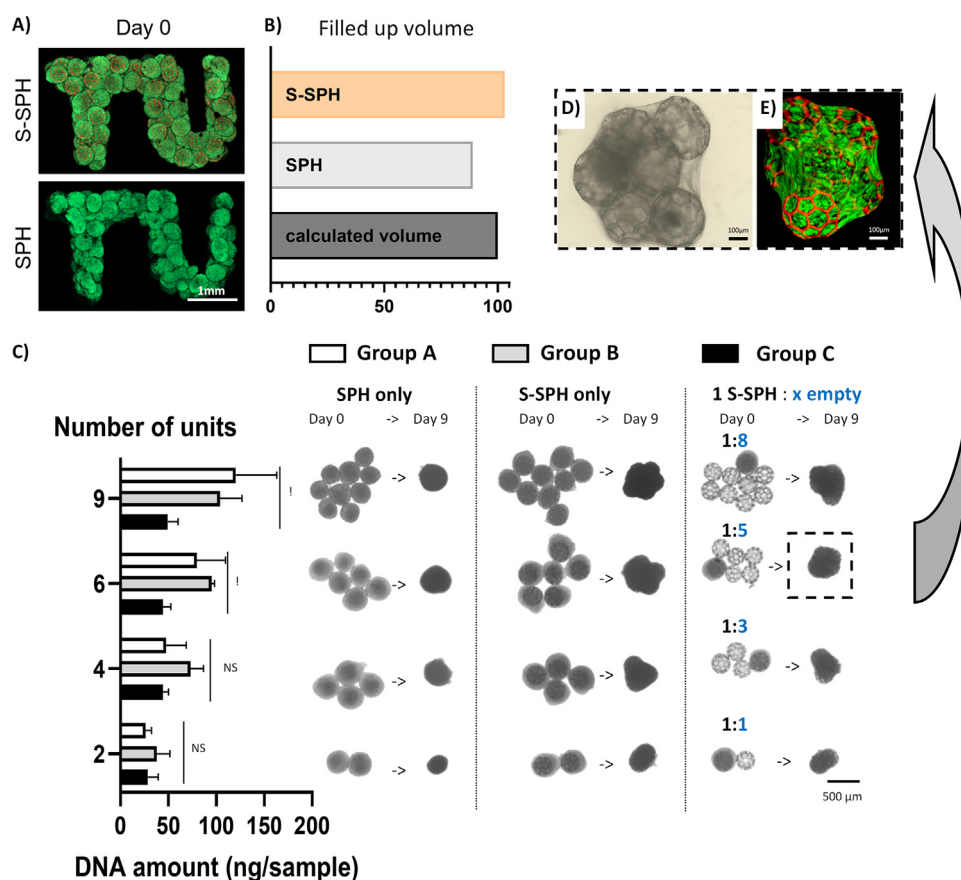 A)
Day 0
B)
Filled up volume
S-SPH
SPH
S-SPH
SPH
calculated volume
1mm
0
50
100
D)
E)
100µm
100µm
C)
Group A
Group B
Group C
SPH only
S-SPH only
1 S-SPH : x empty
Day 0 -> Day 9
Day 0 -> Day 9
Day 0 -> Day 9
Number of units
1:8
9
!
->
->
->
1:5
6
!
->
->
->
1:3
4
NS
->
->
->
1:1
2
NS
->
->
->
500 µm
0 50 100 150 200
DNA amount (ng/sample)